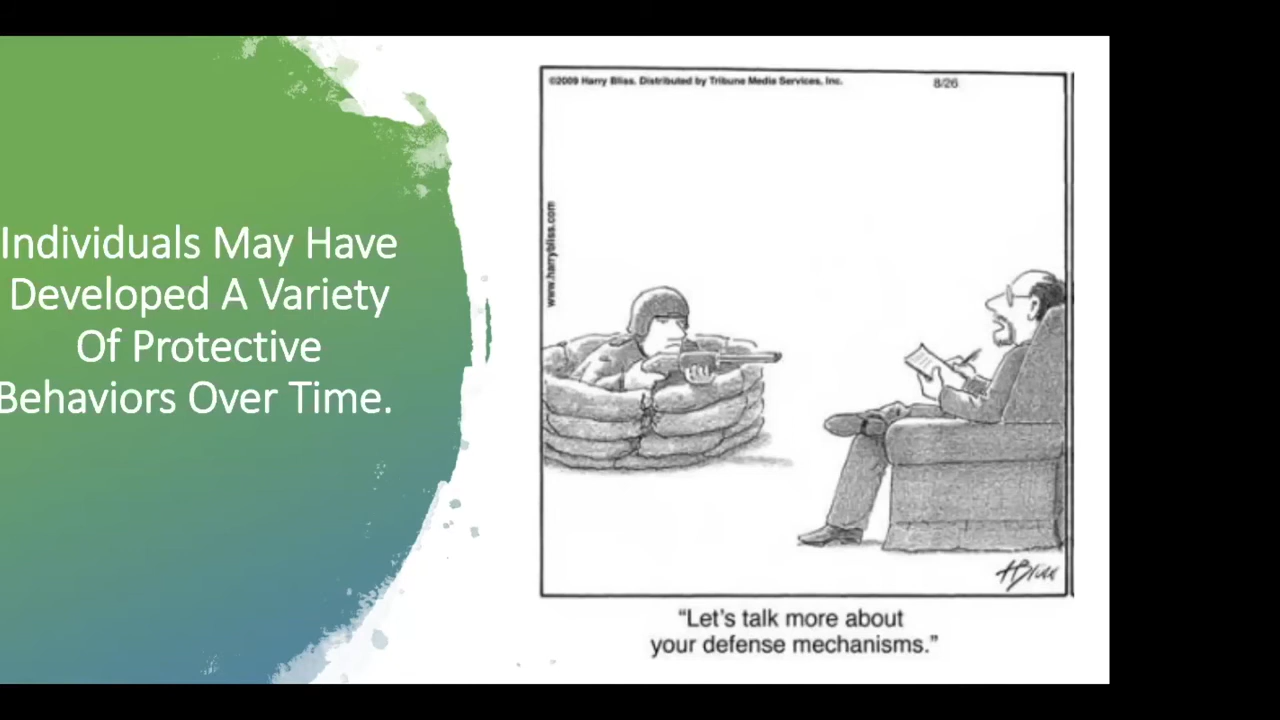 Individuals May Have
Developed A Variety
Of Protective
Behaviors Over Time.
©2009 Harry Bliss. Distributed by Tribune Media Services, Inc.
8/26
www.harrybliss.com
HBliss
“Let’s talk more about
your defense mechanisms.”